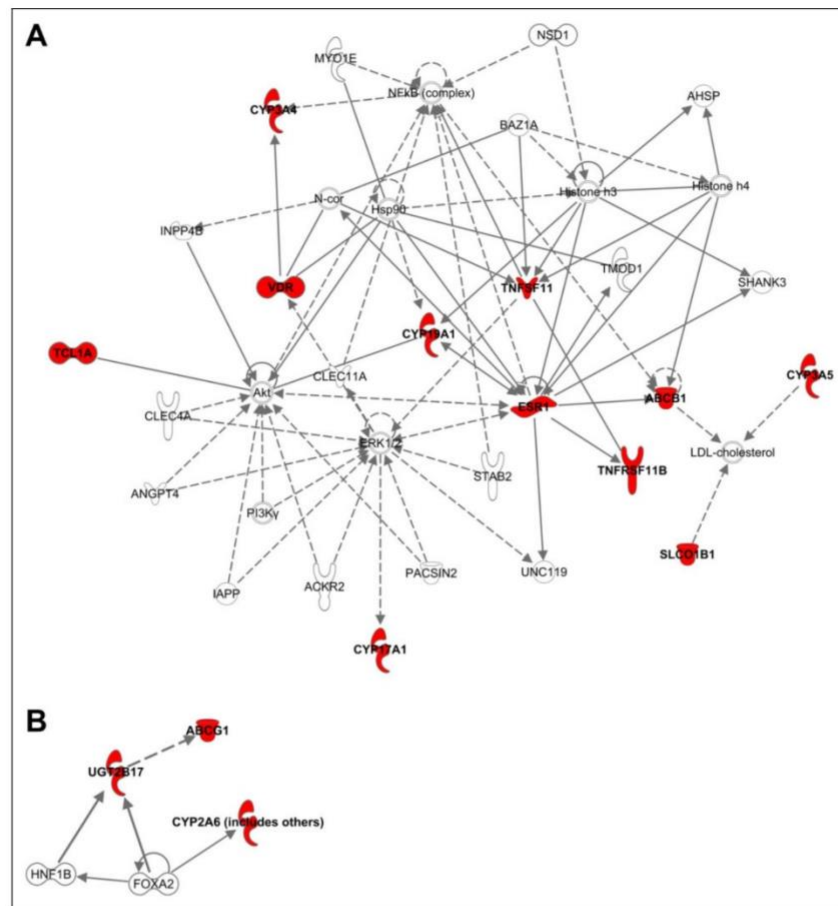 A
NSD1
MYO1E
NFkB (complex)
CYP3A4
AHSP
BAZ1A
Histone h3
Histone h4
N-cor
Hsp90
INPP4B
TMOD1
VDR
TNFSF11
SHANK3
CYP19A1
TCL1A
CLEC11A
CYP3A5
Akt
ESR1
ABCB1
CLEC4A
ERK1/2
LDL-cholesterol
TNFRSF11B
STAB2
ANGPT4
PI3Kγ
SLCO1B1
UNC119
PACSIN2
ACKR2
IAPP
CYP17A1
B
ABCG1
UGT2B17
CYP2A6 (includes others)
HNF1B
FOXA2